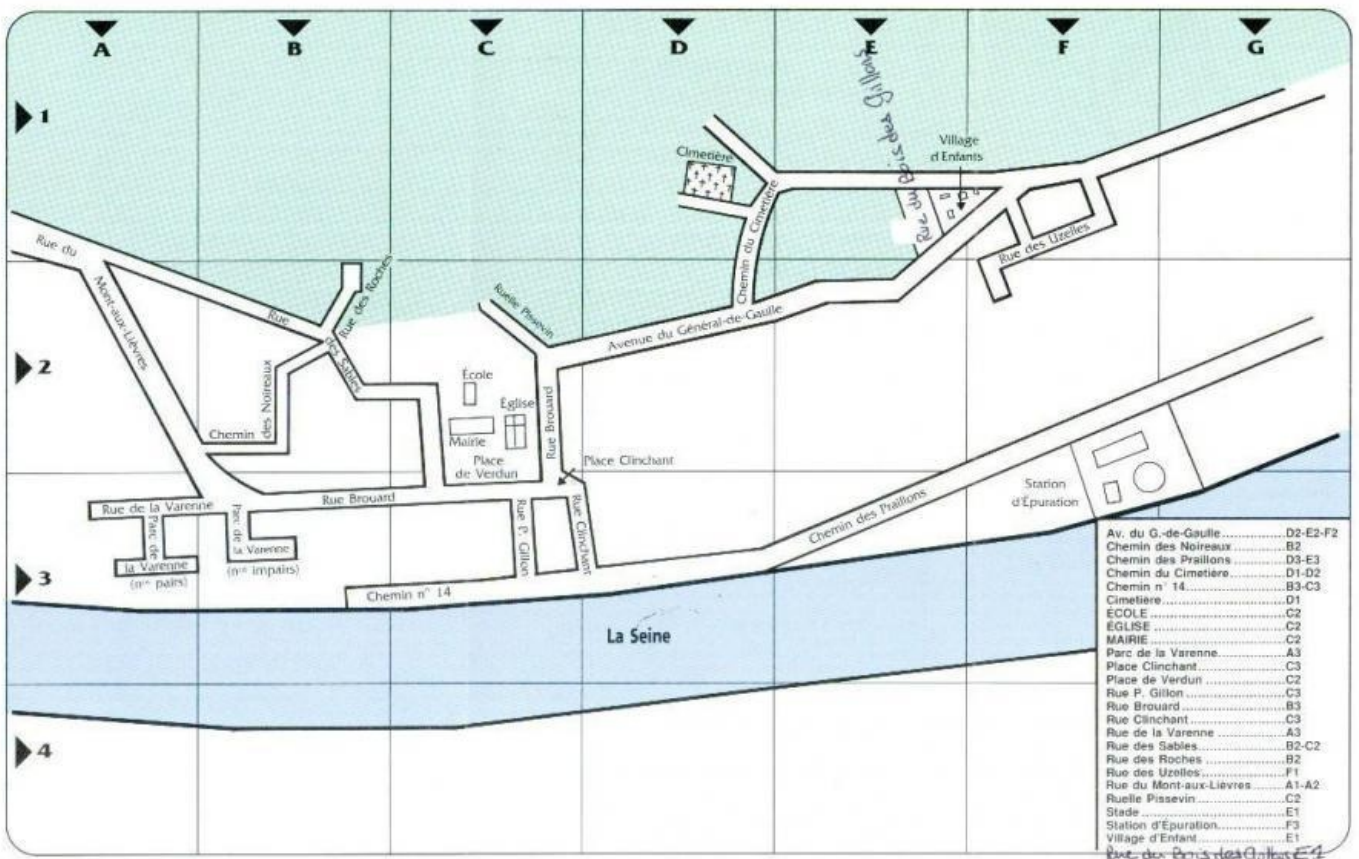 A B C D E F G
1
Rue du Bois des Gillons
Village
d'Enfants
Cimetière
Chemin du Cimetière
Rue des Uzelles
Rue du
Mont-aux-Lièvres
Rue
des Sables
Rue des Roches
Ruelle Pissevin
Avenue du Général-de-Gaulle
2
École
Église
Mairie
Place
de Verdun
Chemin
des Noireaux
Rue Brouard
Place Clinchant
Rue de la Varenne
Rue Brouard
Parc de
la Varenne
(nos pairs)
Parc de
la Varenne
(nos impairs)
Rue P. Gillon
Rue Clinchant
Chemin des Praillons
Station
d'Épuration
3
Chemin n° 14
La Seine
4
Av. du G.-de-Gaulle D2-E2-F2
Chemin des Noireaux B2
Chemin des Praillons D3-E3
Chemin du Cimetière D1-D2
Chemin n° 14 B3-C3
Cimetière D1
ÉCOLE C2
ÉGLISE C2
MAIRIE C2
Parc de la Varenne A3
Place Clinchant C3
Place de Verdun C2
Rue P. Gillon C3
Rue Brouard B3
Rue Clinchant C3
Rue de la Varenne A3
Rue des Sables B2-C2
Rue des Roches B2
Rue des Uzelles F1
Rue du Mont-aux-Lièvres A1-A2
Ruelle Pissevin C2
Stade E1
Station d'Épuration F3
Village d'Enfant E1
Rue du Bois des Gillons E1